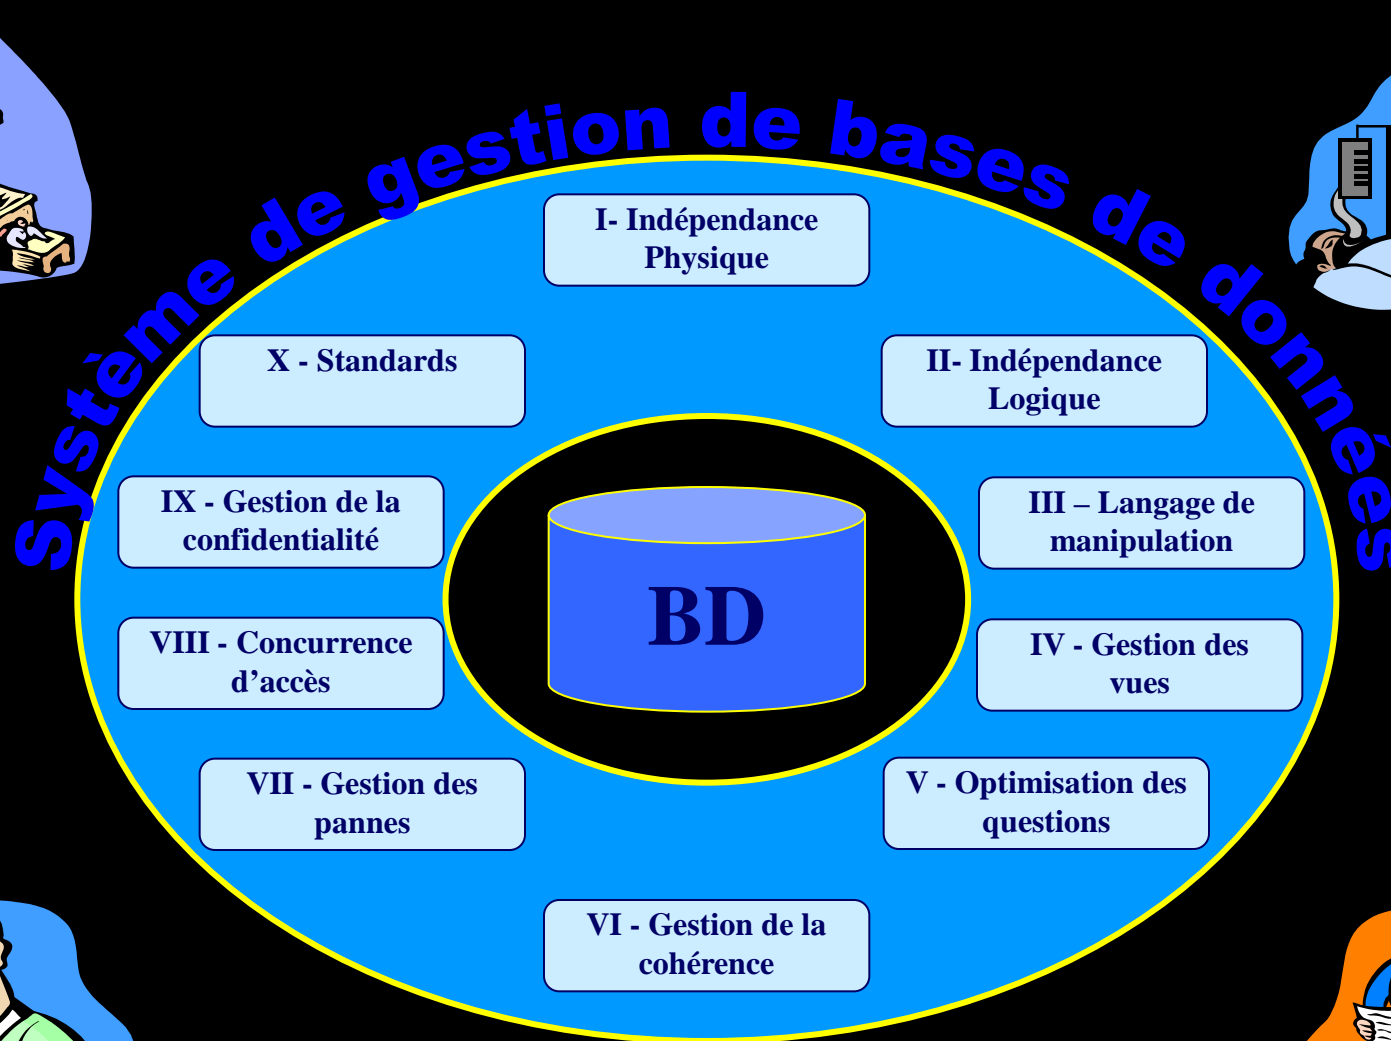 Système de gestion de bases de données
I- Indépendance
Physique
X - Standards
II- Indépendance
Logique
IX - Gestion de la
confidentialité
III – Langage de
manipulation
BD
VIII - Concurrence
d’accès
IV - Gestion des
vues
VII - Gestion des
pannes
V - Optimisation des
questions
VI - Gestion de la
cohérence